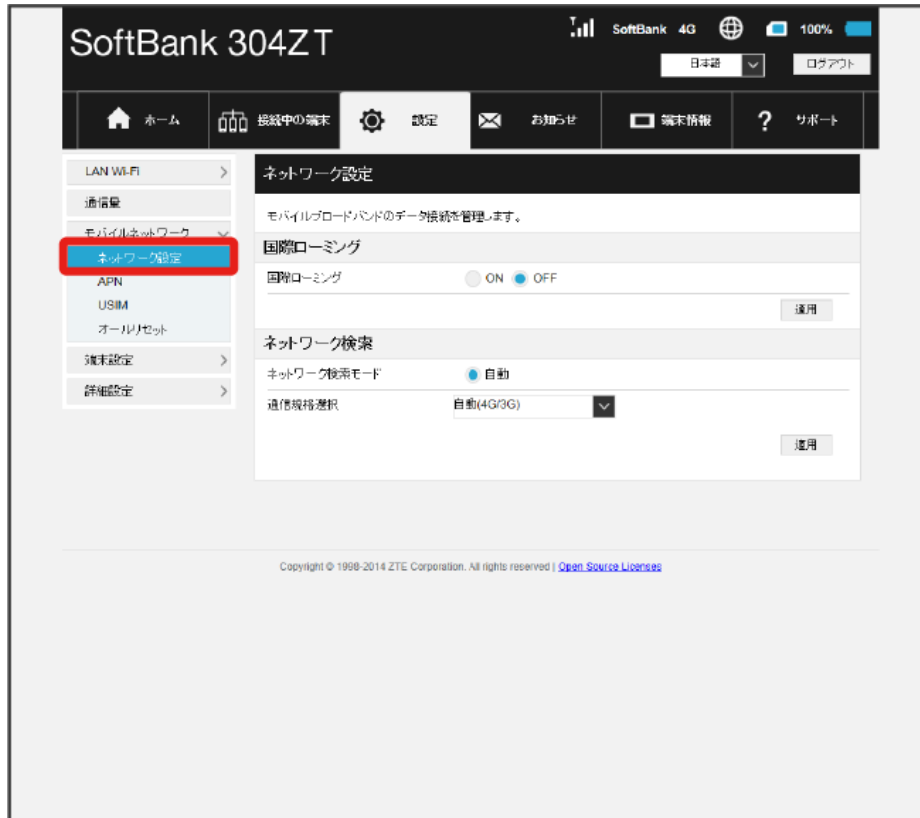 SoftBank 304ZT
SoftBank 4G 100%
日本語 ログアウト
ホーム 接続中の端末 設定 お知らせ 端末情報 ? サポート
LAN Wi-Fi
通信量
モバイルネットワーク
ネットワーク設定
APN
USIM
オールリセット
端末設定
詳細設定
ネットワーク設定
モバイルブロードバンドのデータ接続を管理します。
国際ローミング
国際ローミング ON OFF
適用
ネットワーク検索
ネットワーク検索モード 自動
通信規格選択 自動(4G/3G)
適用
Copyright © 1998-2014 ZTE Corporation. All rights reserved | Open Source Licenses